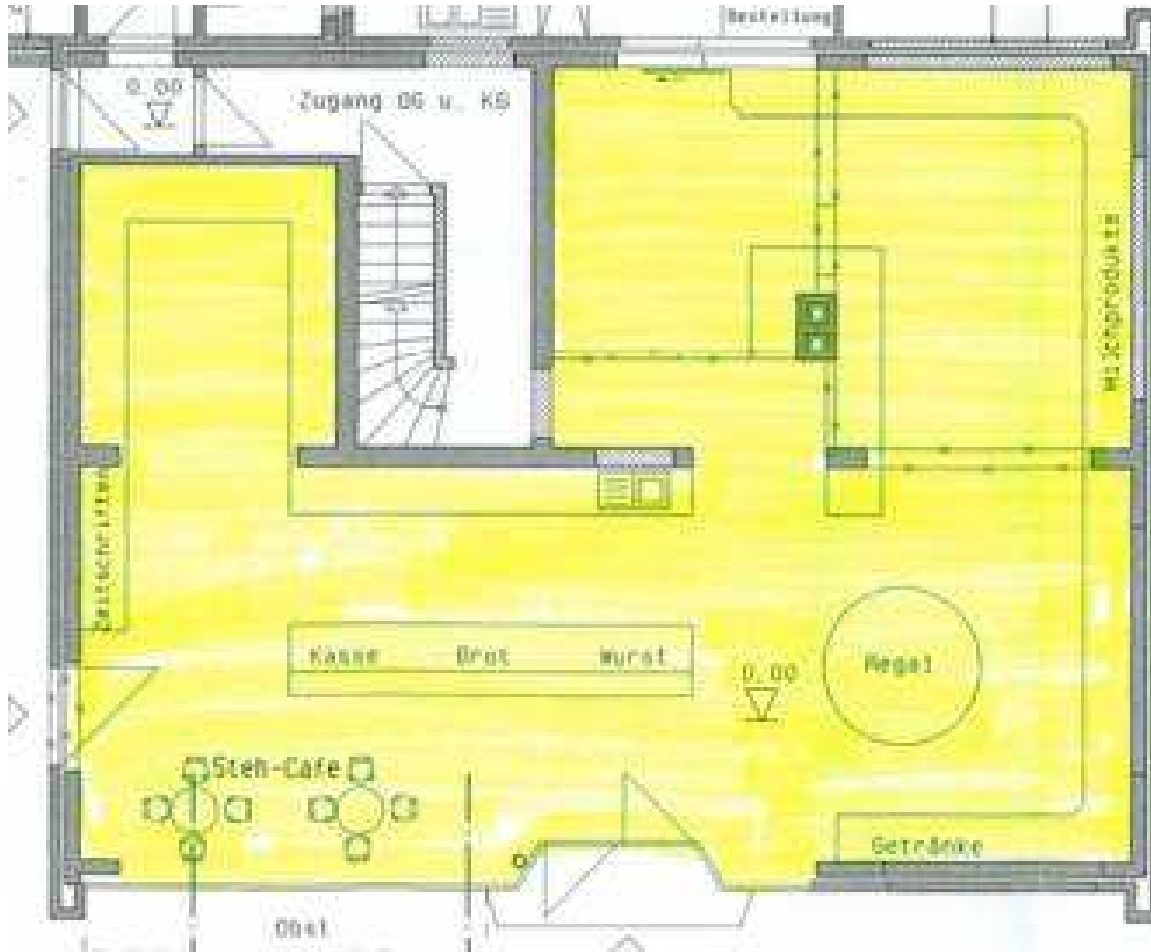 Bestellung
0.00
Zugang OG u. KG
Milchprodukte
Zeitschriften
Kasse Brot Wurst
Regal
0.00
Steh-Cafe
Getränke
Obst